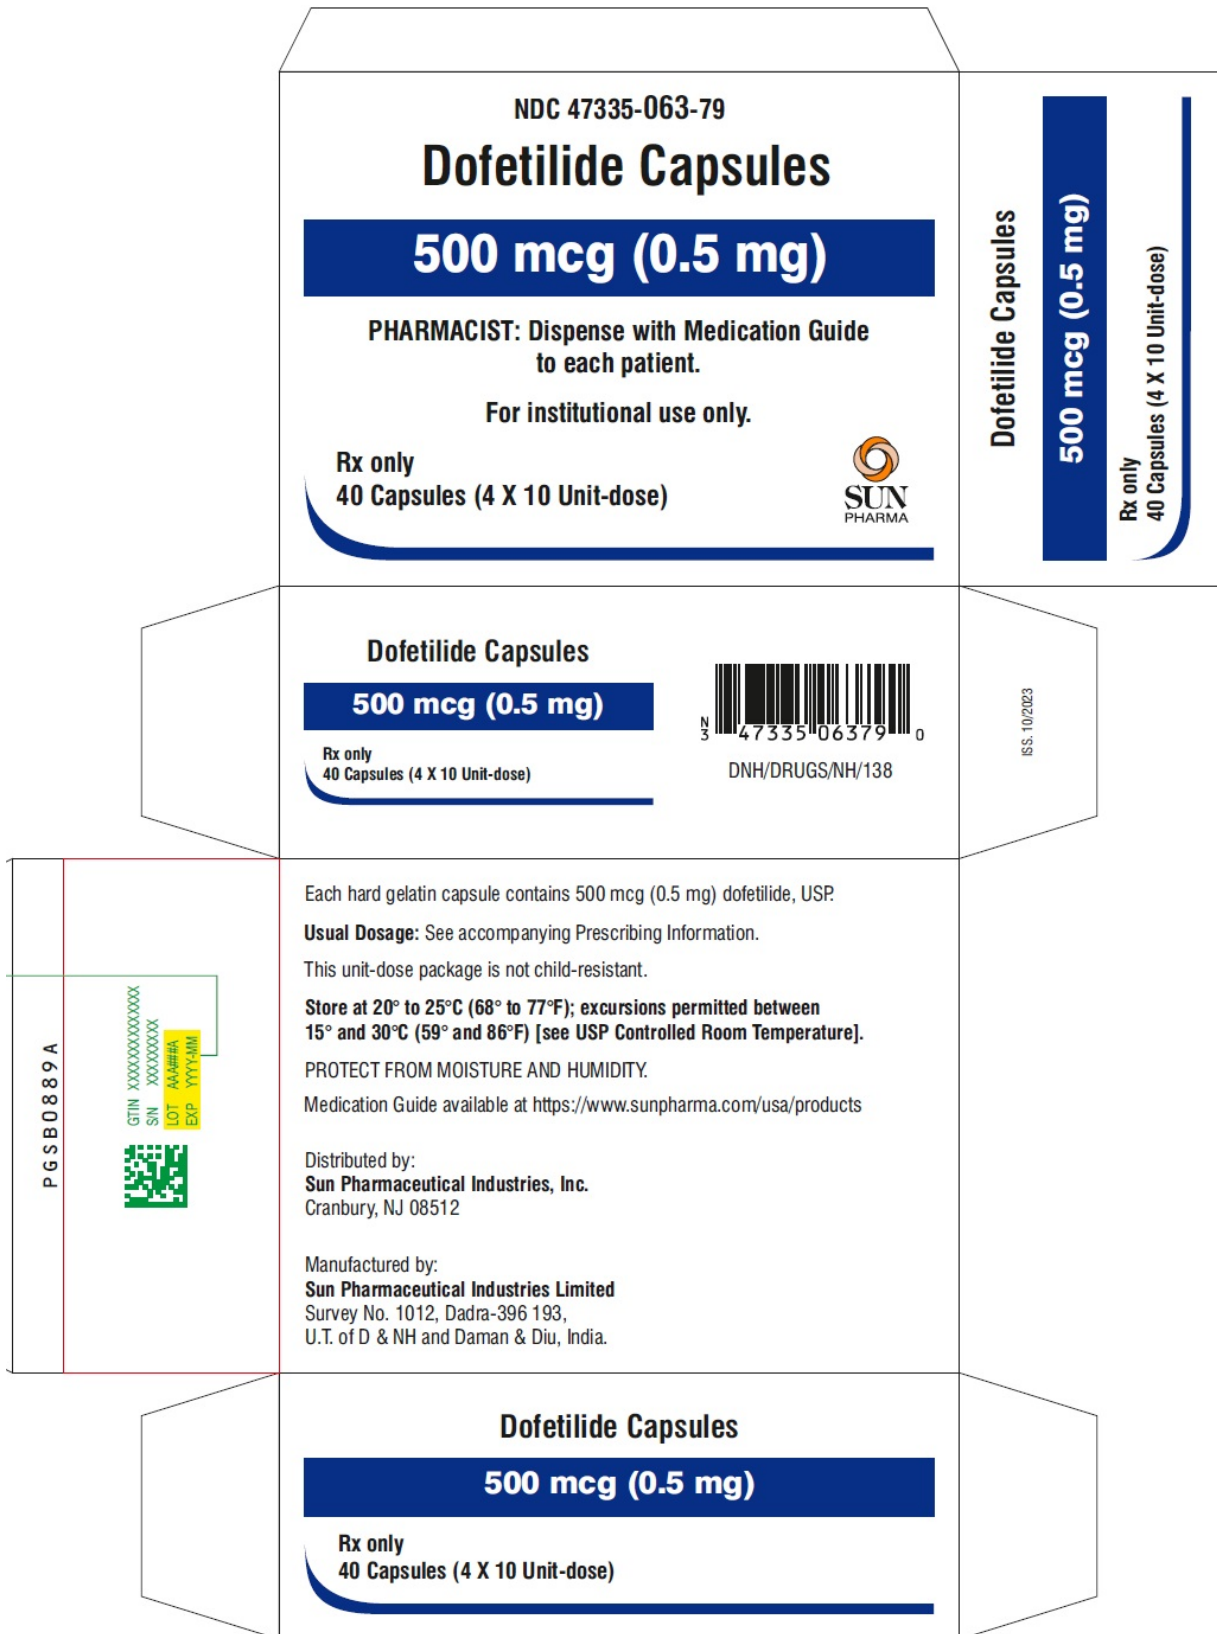 NDC 47335-063-79
Dofetilide Capsules
500 mcg (0.5 mg)
PHARMACIST: Dispense with Medication Guide
to each patient.
For institutional use only.
Rx only
40 Capsules (4 X 10 Unit-dose)
SUN
PHARMA
Dofetilide Capsules
500 mcg (0.5 mg)
Rx only
40 Capsules (4 X 10 Unit-dose)
Dofetilide Capsules
500 mcg (0.5 mg)
Rx only
40 Capsules (4 X 10 Unit-dose)
N
3 47335 06379 0
DNH/DRUGS/NH/138
ISS. 10/2023
PGSB0889A
GTIN XXXXXXXXXXXXXX
S/N XXXXXXXXX
LOT AAA###A
EXP YYYY-MM
Each hard gelatin capsule contains 500 mcg (0.5 mg) dofetilide, USP.
Usual Dosage: See accompanying Prescribing Information.
This unit-dose package is not child-resistant.
Store at 20° to 25°C (68° to 77°F); excursions permitted between
15° and 30°C (59° and 86°F) [see USP Controlled Room Temperature].
PROTECT FROM MOISTURE AND HUMIDITY.
Medication Guide available at https://www.sunpharma.com/usa/products
Distributed by:
Sun Pharmaceutical Industries, Inc.
Cranbury, NJ 08512
Manufactured by:
Sun Pharmaceutical Industries Limited
Survey No. 1012, Dadra-396 193,
U.T. of D & NH and Daman & Diu, India.
Dofetilide Capsules
500 mcg (0.5 mg)
Rx only
40 Capsules (4 X 10 Unit-dose)